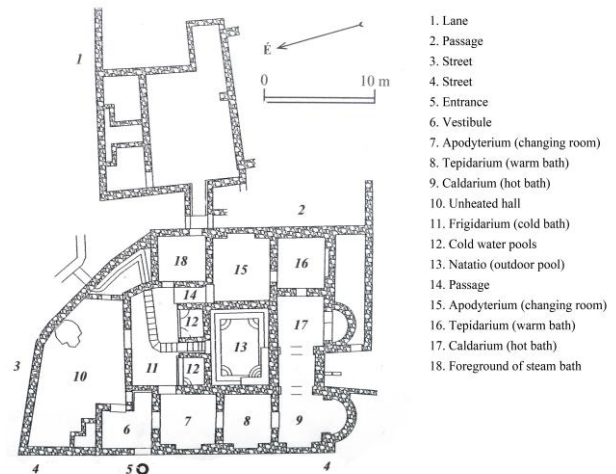 1
É
0 10 m
2
18
15
16
14
12
17
13
3
10
11
12
6
7
8
9
4
5
4
1. Lane
2. Passage
3. Street
4. Street
5. Entrance
6. Vestibule
7. Apodyterium (changing room)
8. Tepidarium (warm bath)
9. Caldarium (hot bath)
10. Unheated hall
11. Frigidarium (cold bath)
12. Cold water pools
13. Natatio (outdoor pool)
14. Passage
15. Apodyterium (changing room)
16. Tepidarium (warm bath)
17. Caldarium (hot bath)
18. Foreground of steam bath